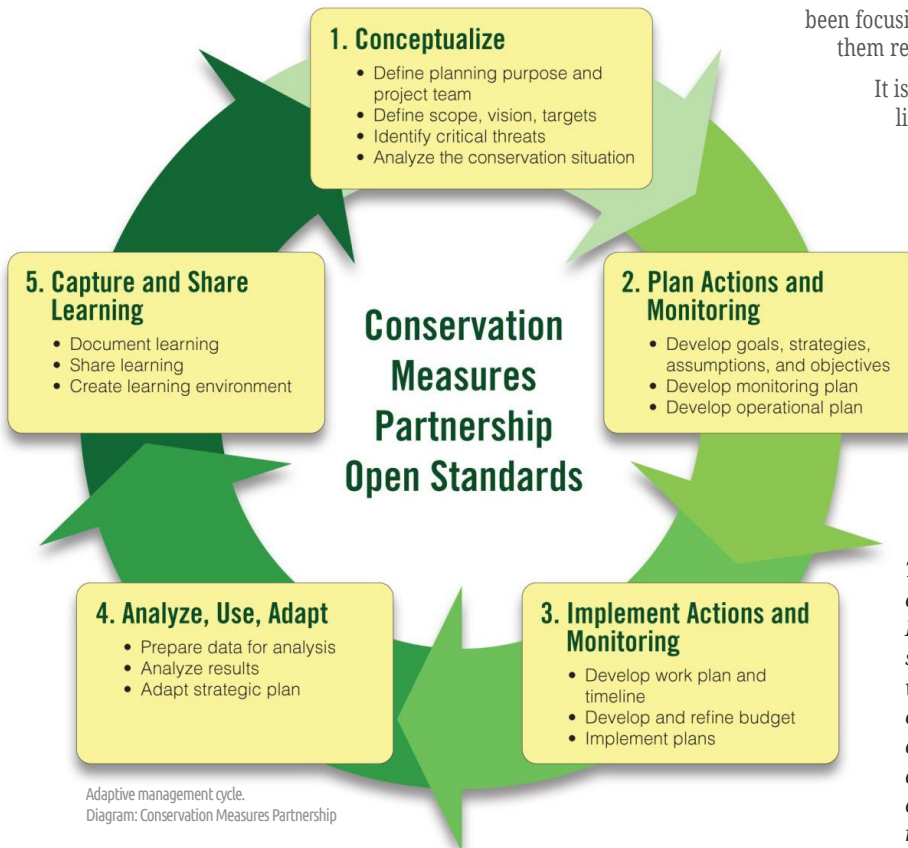 been focusi
them re
It is
li
1. Conceptualize
• Define planning purpose and
project team
• Define scope, vision, targets
• Identify critical threats
• Analyze the conservation situation
2. Plan Actions and
Monitoring
• Develop goals, strategies,
assumptions, and objectives
• Develop monitoring plan
• Develop operational plan
3. Implement Actions and
Monitoring
• Develop work plan and
timeline
• Develop and refine budget
• Implement plans
4. Analyze, Use, Adapt
• Prepare data for analysis
• Analyze results
• Adapt strategic plan
5. Capture and Share
Learning
• Document learning
• Share learning
• Create learning environment
Conservation
Measures
Partnership
Open Standards
Adaptive management cycle.
Diagram: Conservation Measures Partnership